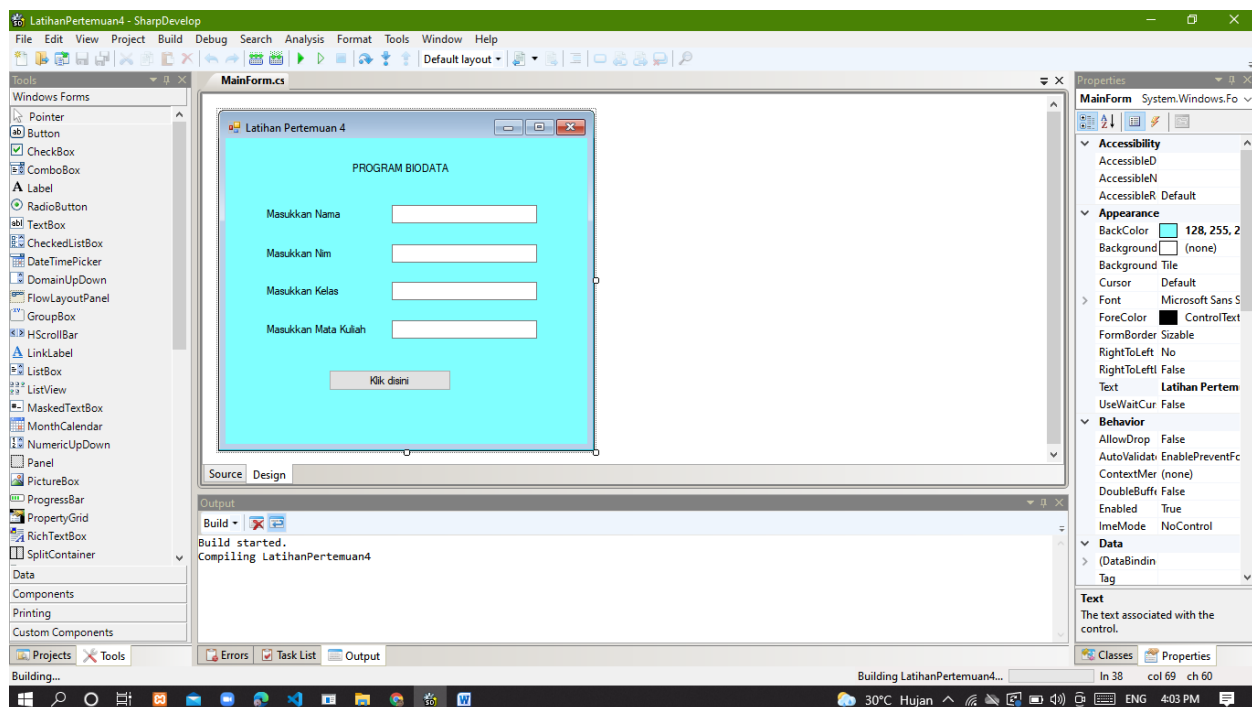 LatihanPertemuan4 - SharpDevelop
File Edit View Project Build Debug Search Analysis Format Tools Window Help
Default layout
Tools
Windows Forms
Pointer
Button
CheckBox
ComboBox
A Label
RadioButton
TextBox
CheckedListBox
DateTimePicker
DomainUpDown
FlowLayoutPanel
GroupBox
HScrollBar
A LinkLabel
ListBox
ListView
MaskedTextBox
MonthCalendar
NumericUpDown
Panel
PictureBox
ProgressBar
PropertyGrid
RichTextBox
SplitContainer
Data
Components
Printing
Custom Components
Projects Tools
MainForm.cs
Latihan Pertemuan 4
PROGRAM BIODATA
Masukkan Nama
Masukkan Nim
Masukkan Kelas
Masukkan Mata Kuliah
Klik disini
Source Design
Output
Build
Build started.
Compiling LatihanPertemuan4
Errors Task List Output
Properties
MainForm System.Windows.Fo
Accessibility
AccessibleD
AccessibleN
AccessibleR Default
Appearance
BackColor 128, 255, 2
Background (none)
Background Tile
Cursor Default
Font Microsoft Sans S
ForeColor ControlText
FormBorder Sizable
RightToLeft No
RightToLeftl False
Text Latihan Pertem
UseWaitCur False
Behavior
AllowDrop False
AutoValidat EnablePreventFc
ContextMer (none)
DoubleBuffe False
Enabled True
ImeMode NoControl
Data
(DataBindin
Tag
Text
The text associated with the
control.
Classes Properties
Building...
Building LatihanPertemuan4...
ln 38 col 69 ch 60
30°C Hujan ENG 4:03 PM